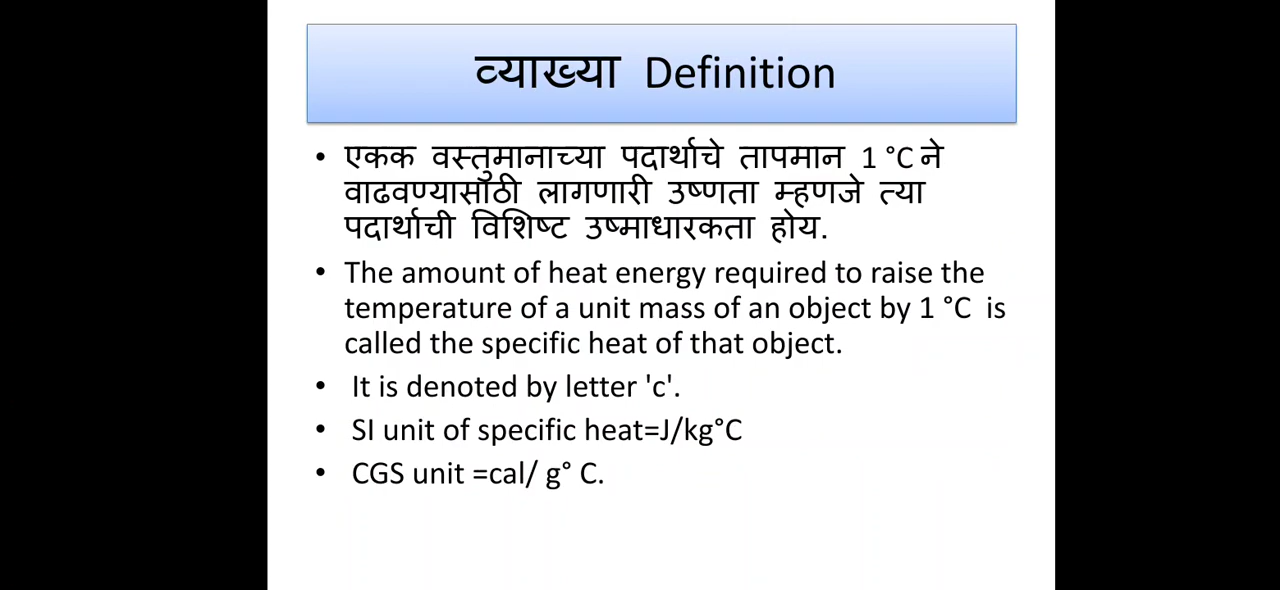 व्याख्या Definition
• एकक वस्तुमानाच्या पदार्थाचे तापमान 1 °C ने
वाढवण्यासाठी लागणारी उष्णता म्हणजे त्या
पदार्थाची विशिष्ट उष्माधारकता होय.
• The amount of heat energy required to raise the
temperature of a unit mass of an object by 1 °C is
called the specific heat of that object.
• It is denoted by letter 'c'.
• SI unit of specific heat=J/kg°C
• CGS unit =cal/ g° C.